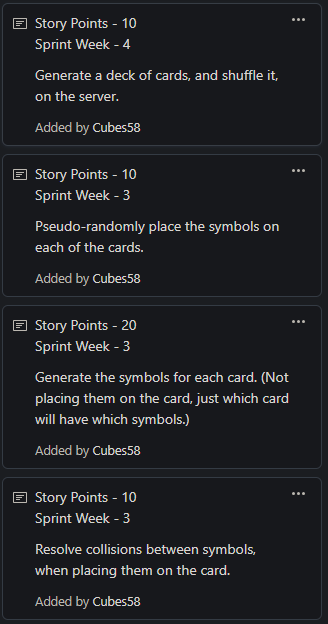 Story Points - 10
Sprint Week - 4
Generate a deck of cards, and shuffle it,
on the server.
Added by Cubes58
Story Points - 10
Sprint Week - 3
Pseudo-randomly place the symbols on
each of the cards.
Added by Cubes58
Story Points - 20
Sprint Week - 3
Generate the symbols for each card. (Not
placing them on the card, just which card
will have which symbols.)
Added by Cubes58
Story Points - 10
Sprint Week - 3
Resolve collisions between symbols,
when placing them on the card.
Added by Cubes58